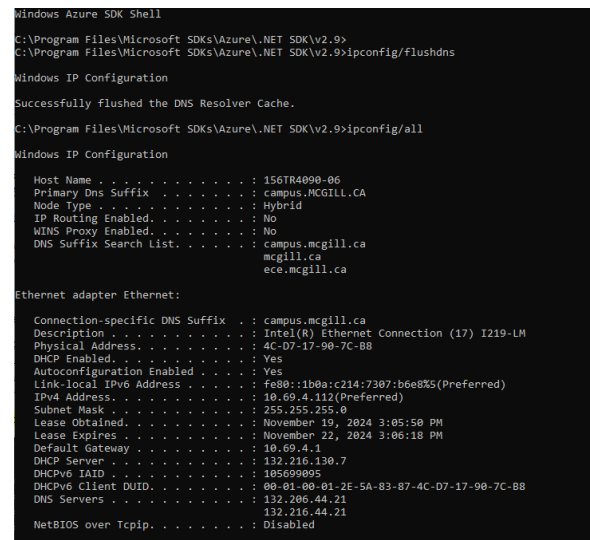 Windows Azure SDK Shell
C:\Program Files\Microsoft SDKs\Azure\.NET SDK\v2.9>
C:\Program Files\Microsoft SDKs\Azure\.NET SDK\v2.9>ipconfig/flushdns
Windows IP Configuration
Successfully flushed the DNS Resolver Cache.
C:\Program Files\Microsoft SDKs\Azure\.NET SDK\v2.9>ipconfig/all
Windows IP Configuration
Host Name . . . . . . . . . . . . : 156TR4090-06
Primary Dns Suffix  . . . . . . . : campus.MCGILL.CA
Node Type . . . . . . . . . . . . : Hybrid
IP Routing Enabled. . . . . . . . : No
WINS Proxy Enabled. . . . . . . . : No
DNS Suffix Search List. . . . . . : campus.mcgill.ca
mcgill.ca
ece.mcgill.ca
Ethernet adapter Ethernet:
Connection-specific DNS Suffix  . : campus.mcgill.ca
Description . . . . . . . . . . . : Intel(R) Ethernet Connection (17) I219-LM
Physical Address. . . . . . . . . : 4C-D7-17-90-7C-B8
DHCP Enabled. . . . . . . . . . . : Yes
Autoconfiguration Enabled . . . . : Yes
Link-local IPv6 Address . . . . . : fe80::1b0a:c214:7307:b6e8%5(Preferred)
IPv4 Address. . . . . . . . . . . : 10.69.4.112(Preferred)
Subnet Mask . . . . . . . . . . . : 255.255.255.0
Lease Obtained. . . . . . . . . . : November 19, 2024 3:05:50 PM
Lease Expires . . . . . . . . . . : November 22, 2024 3:06:18 PM
Default Gateway . . . . . . . . . : 10.69.4.1
DHCP Server . . . . . . . . . . . : 132.216.130.7
DHCPv6 IAID . . . . . . . . . . . : 105699095
DHCPv6 Client DUID. . . . . . . . : 00-01-00-01-2E-5A-83-87-4C-D7-17-90-7C-B8
DNS Servers . . . . . . . . . . . : 132.206.44.21
132.216.44.21
NetBIOS over Tcpip. . . . . . . . : Disabled